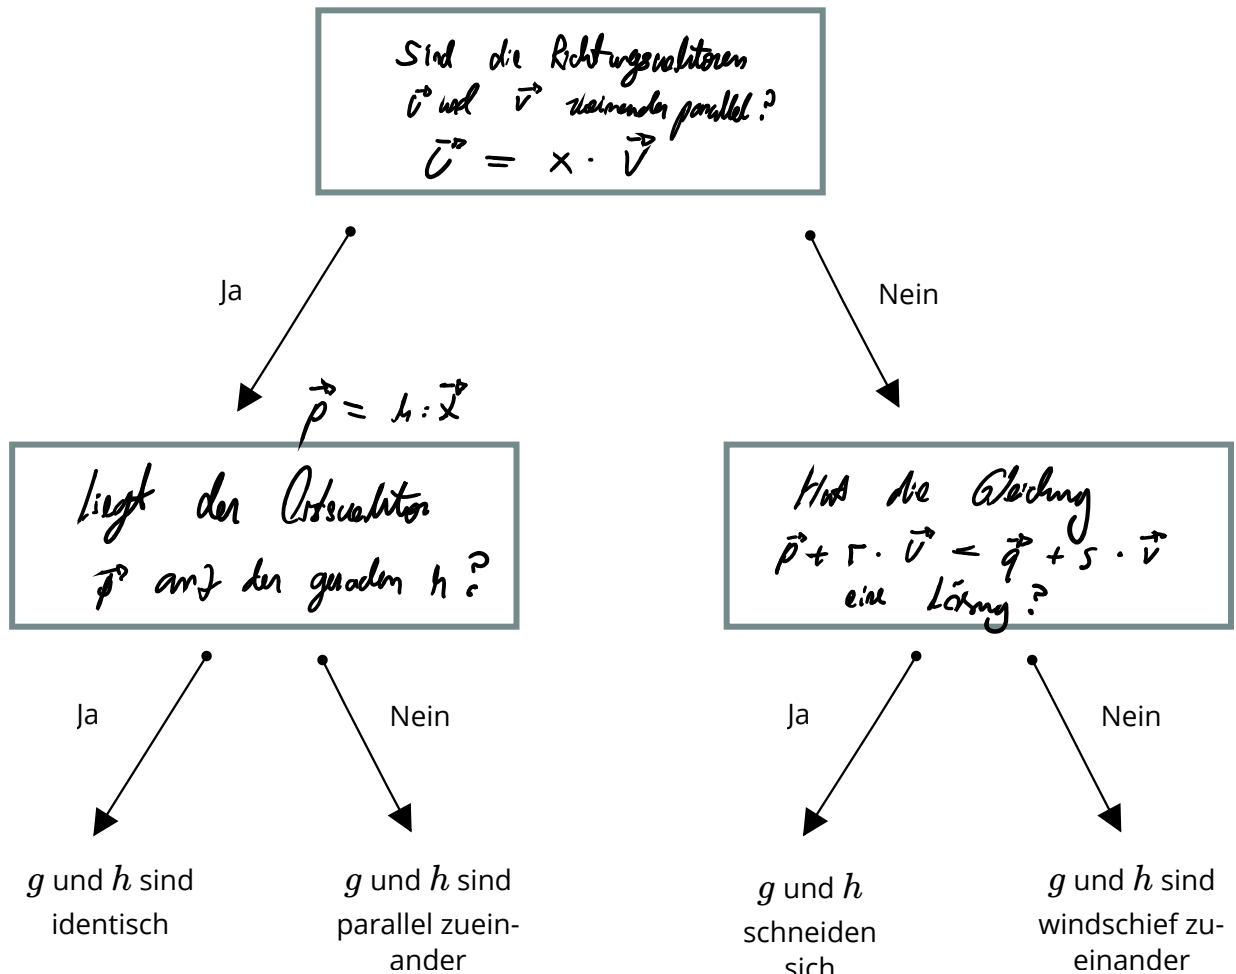 Sind die Richtungsvektoren
u⃗ und v⃗ zueinander parallel?
u⃗ = x · v⃗
Ja
Nein
p⃗ = h : x⃗
Liegt der Ortsvektor
p⃗ auf der geraden h?
Hat die Gleichung
p⃗ + r · u⃗ = q⃗ + s · v⃗
eine Lösung?
Ja
Nein
Ja
Nein
g und h sind
identisch
g und h sind
parallel zuein-
ander
g und h
schneiden
sich
g und h sind
windschief zu-
einander